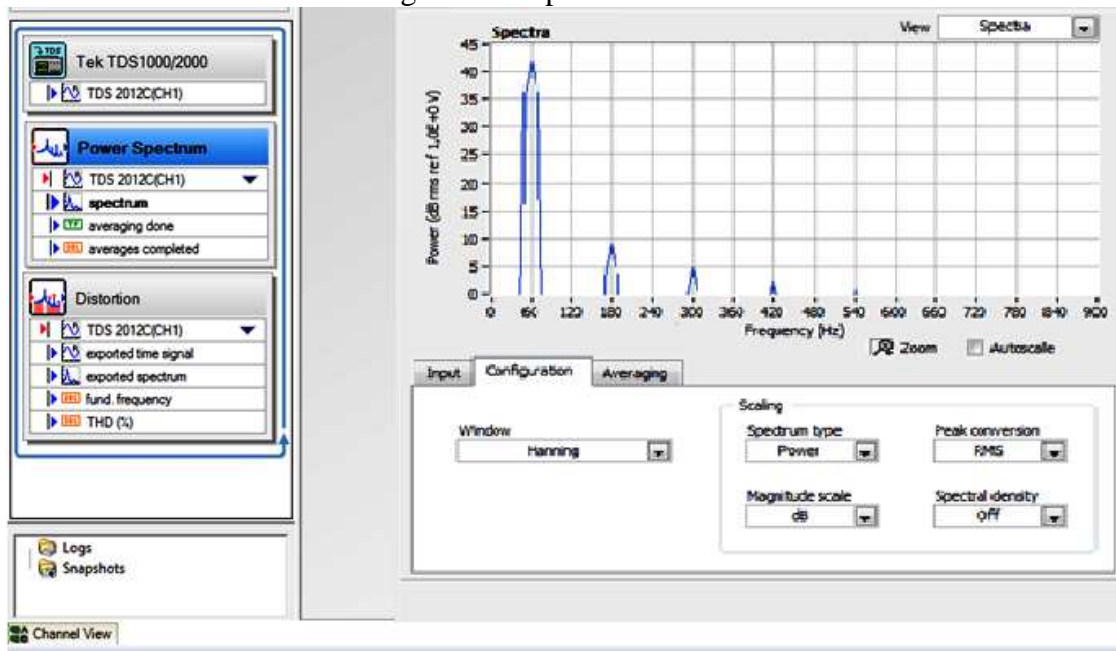 Tek TDS1000/2000
TDS 2012C(CH1)
Power Spectrum
TDS 2012C(CH1)
spectrum
averaging done
averages completed
Distortion
TDS 2012C(CH1)
exported time signal
exported spectrum
fund. frequency
THD (%)
Logs
Snapshots
Channel View
Spectra
View
Spectra
Power (dB rms ref 1,0E+0 V)
45
40
35
30
25
20
15
10
5
0
0 60 120 180 240 300 360 420 480 540 600 660 720 780 840 900
Frequency (Hz)
Zoom
Autoscale
Input Configuration Averaging
Window
Hanning
Scaling
Spectrum type
Power
Peak conversion
RMS
Magnitude scale
dB
Spectral density
Off